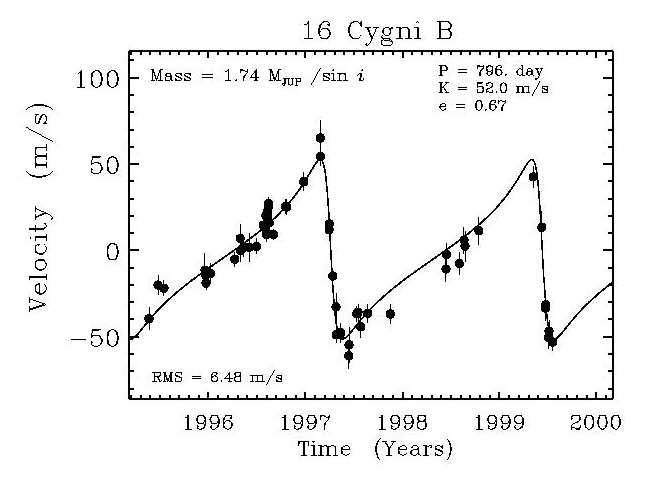 16 Cygni B
Mass = 1.74 M_JUP /sin i
P = 796. day
K = 52.0 m/s
e = 0.67
100
50
0
−50
Velocity (m/s)
RMS = 6.48 m/s
1996 1997 1998 1999 2000
Time (Years)